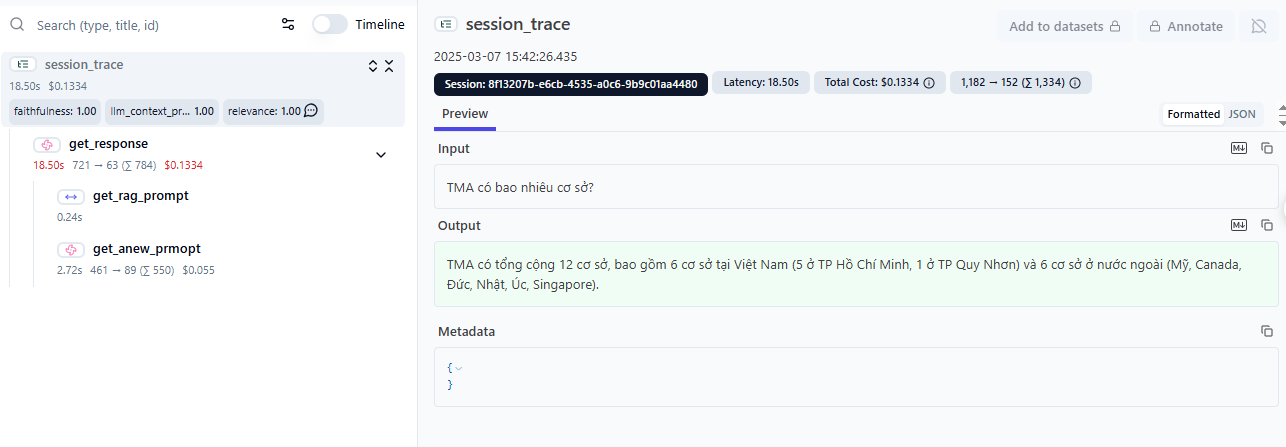 Search (type, title, id)
Timeline
session_trace
18.50s $0.1334
faithfulness: 1.00 llm_context_pr... 1.00 relevance: 1.00
get_response
18.50s 721 → 63 (∑ 784) $0.1334
get_rag_prompt
0.24s
get_anew_prmopt
2.72s 461 → 89 (∑ 550) $0.055
session_trace
Add to datasets
Annotate
2025-03-07 15:42:26.435
Session: 8f13207b-e6cb-4535-a0c6-9b9c01aa4480 Latency: 18.50s Total Cost: $0.1334 1,182 → 152 (∑ 1,334)
Preview
Formatted JSON
Input
M↓
TMA có bao nhiêu cơ sở?
Output
M↓
TMA có tổng cộng 12 cơ sở, bao gồm 6 cơ sở tại Việt Nam (5 ở TP Hồ Chí Minh, 1 ở TP Quy Nhơn) và 6 cơ sở ở nước ngoài (Mỹ, Canada,
Đức, Nhật, Úc, Singapore).
Metadata
{
}